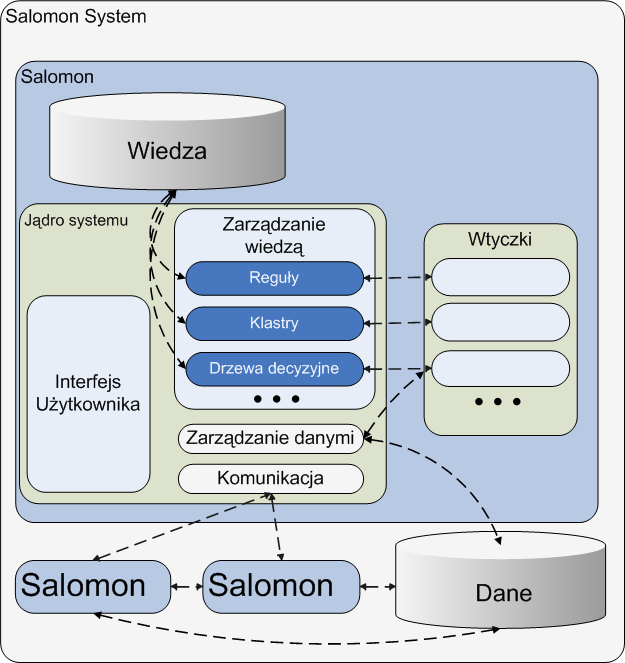 Salomon System
Salomon
Wiedza
Jądro systemu
Zarządzanie
wiedzą
Reguły
Klastry
Drzewa decyzyjne
• • •
Wtyczki
• • •
Interfejs
Użytkownika
Zarządzanie danymi
Komunikacja
Salomon
Salomon
Dane